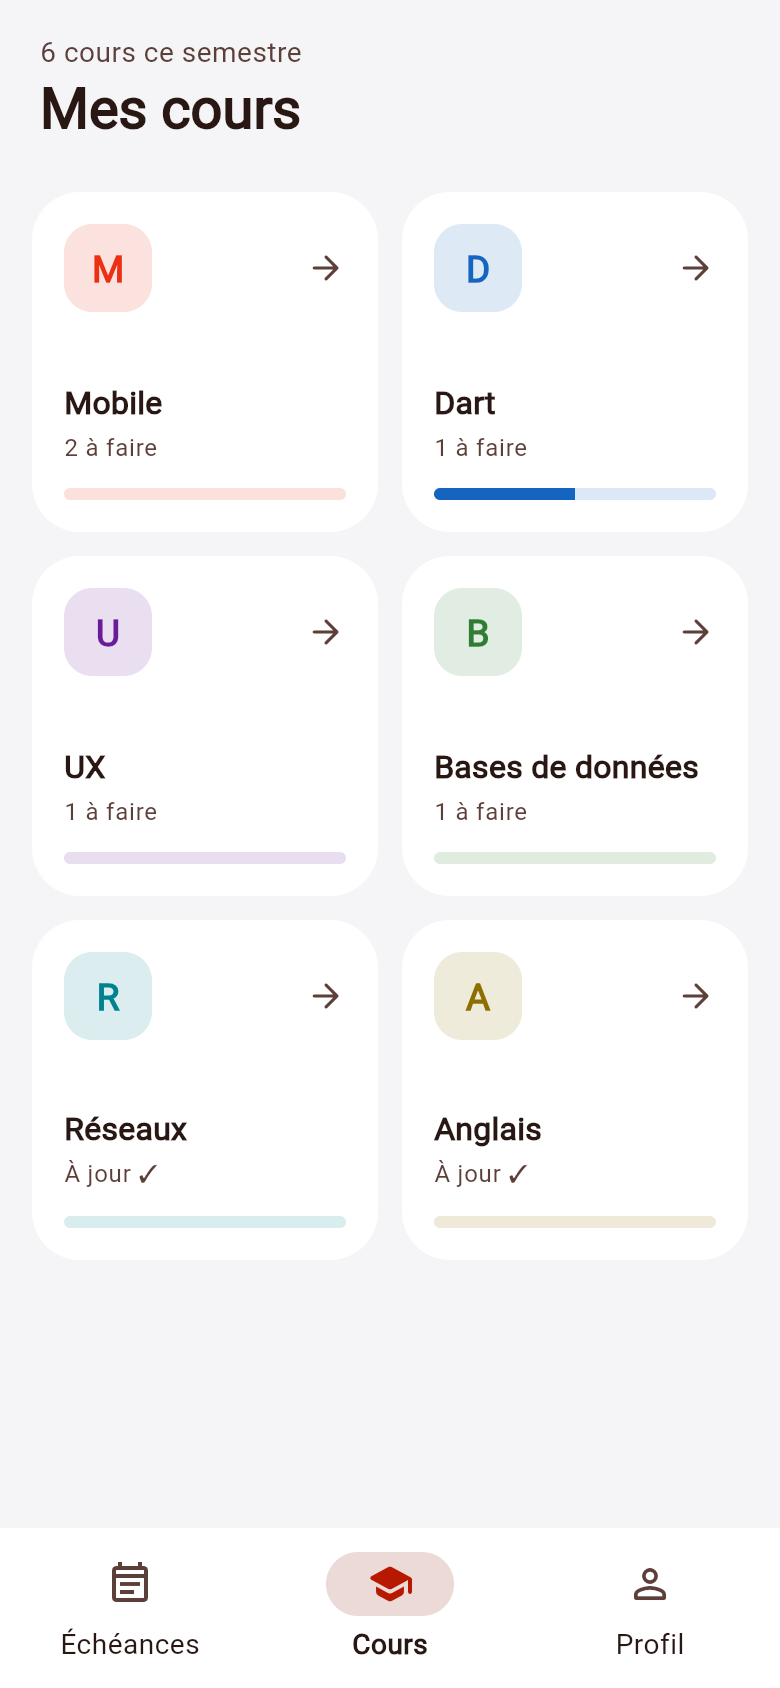 6 cours ce semestre
Mes cours
M
D
Mobile
2 à faire
Dart
1 à faire
U
B
UX
1 à faire
Bases de données
1 à faire
R
A
Réseaux
À jour ✓
Anglais
À jour ✓
Échéances
Cours
Profil